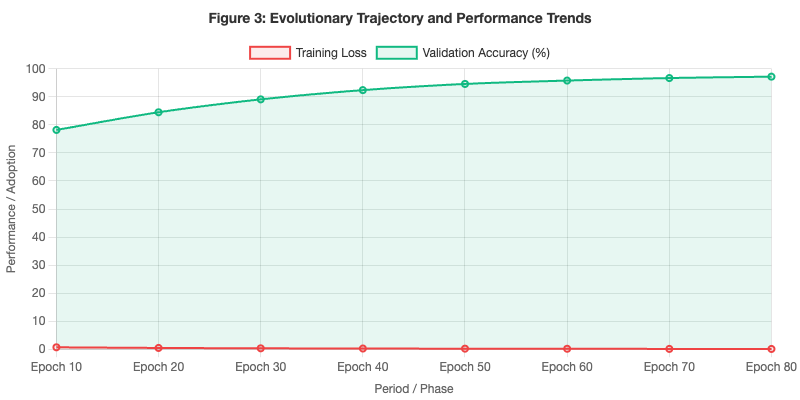 Figure 3: Evolutionary Trajectory and Performance Trends
Training Loss
Validation Accuracy (%)
Performance / Adoption
100
90
80
70
60
50
40
30
20
10
0
Epoch 10
Epoch 20
Epoch 30
Epoch 40
Epoch 50
Epoch 60
Epoch 70
Epoch 80
Period / Phase